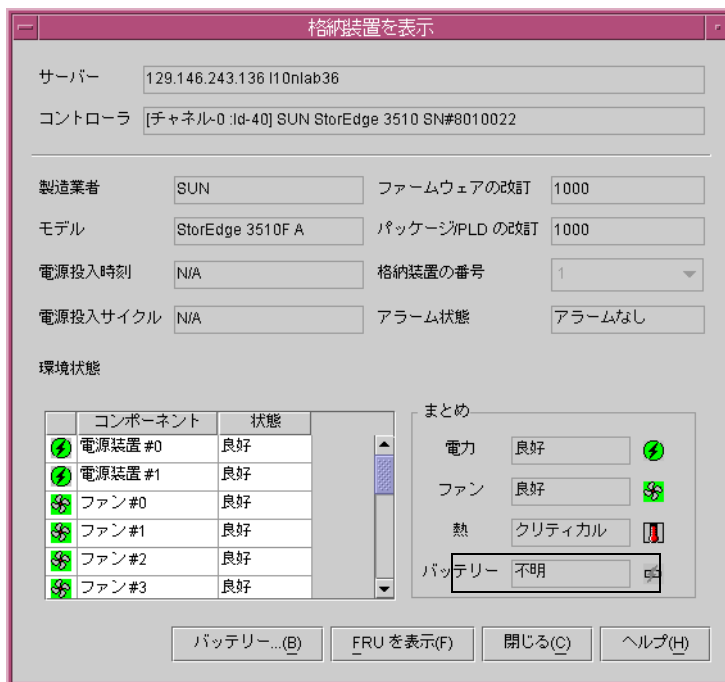 格納装置を表示
サーバー 129.146.243.136 l10nlab36
コントローラ [チャネル-0 :Id-40] SUN StorEdge 3510 SN#8010022
製造業者 SUN ファームウェアの改訂 1000
モデル StorEdge 3510F A パッケージ/PLD の改訂 1000
電源投入時刻 N/A 格納装置の番号 1
電源投入サイクル N/A アラーム状態 アラームなし
環境状態
コンポーネント 状態
電源装置 #0 良好
電源装置 #1 良好
ファン #0 良好
ファン #1 良好
ファン #2 良好
ファン #3 良好
まとめ
電力 良好
ファン 良好
熱 クリティカル
バッテリー 不明
バッテリー...(B) FRU を表示(F) 閉じる(C) ヘルプ(H)